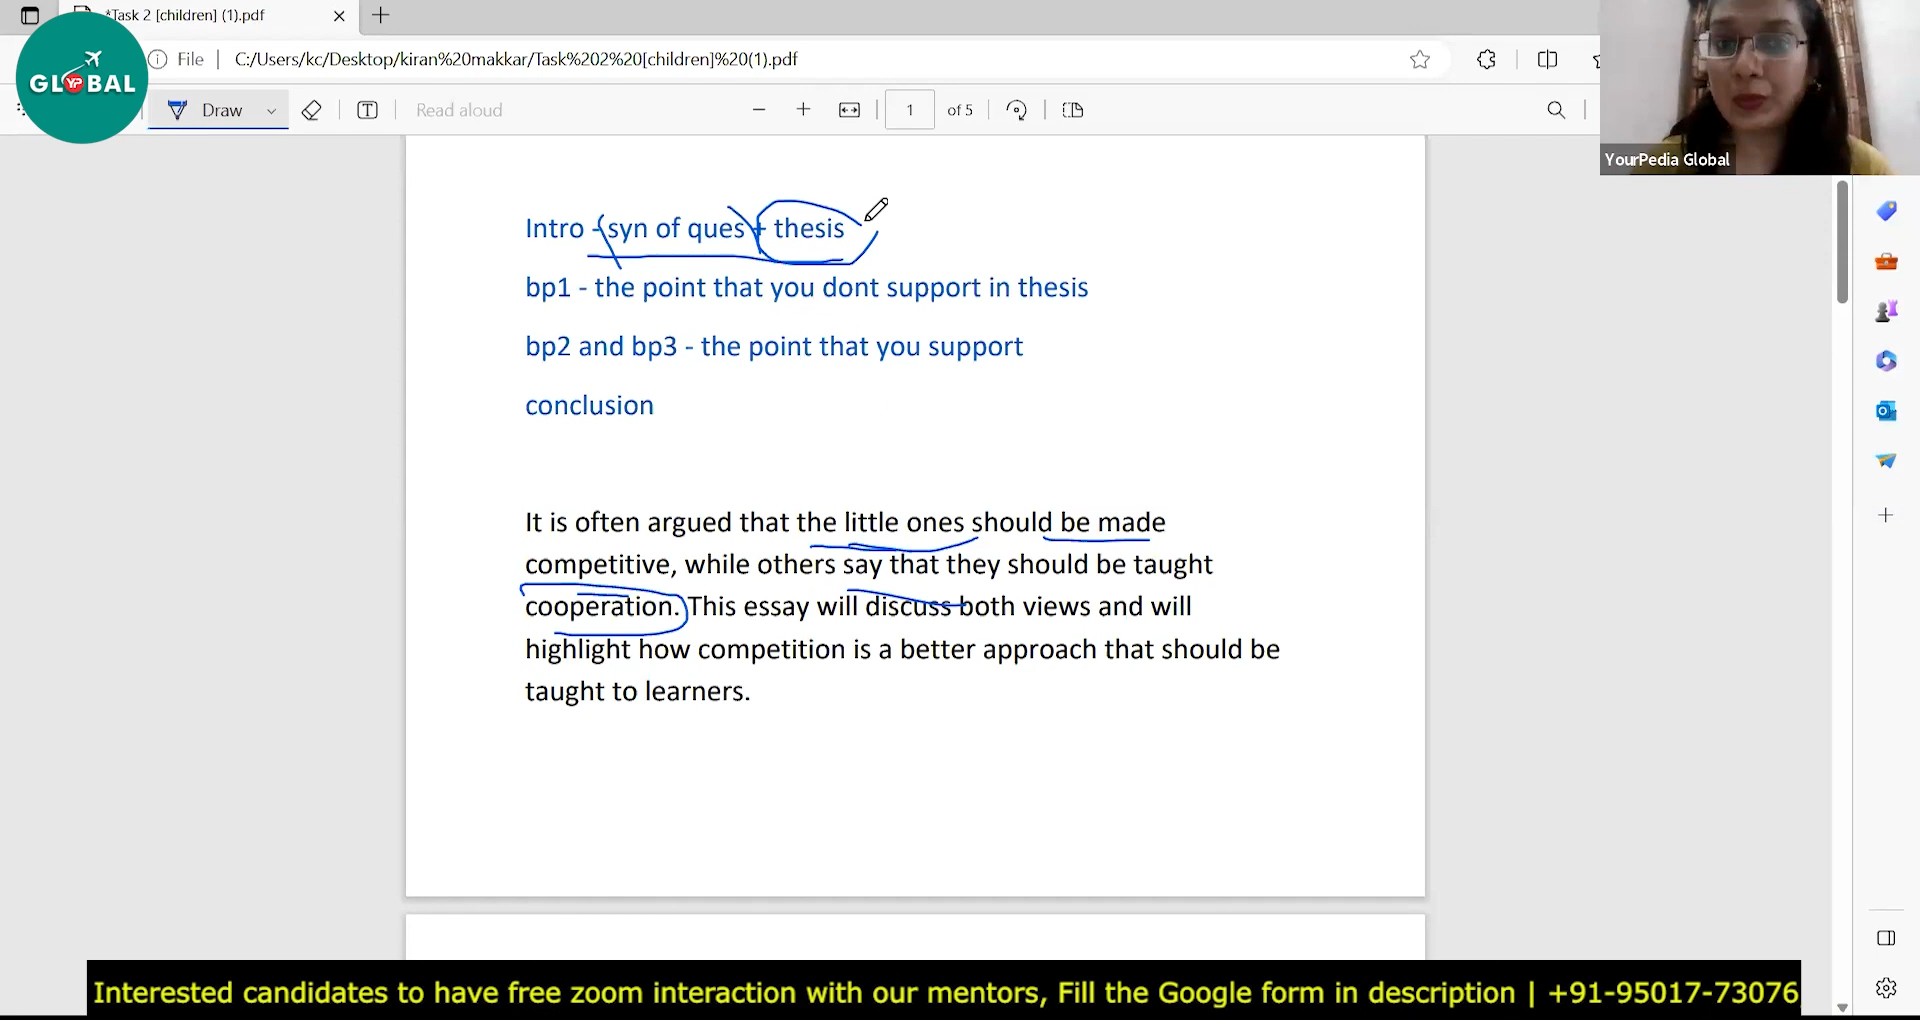 *Task 2 [children] (1).pdf
GLOBAL
YP
File
C:/Users/kc/Desktop/kiran%20makkar/Task%202%20[children]%20(1).pdf
Draw
Read aloud
1
of 5
YourPedia Global
Intro - syn of ques + thesis
bp1 - the point that you dont support in thesis
bp2 and bp3 - the point that you support
conclusion
It is often argued that the little ones should be made
competitive, while others say that they should be taught
cooperation. This essay will discuss both views and will
highlight how competition is a better approach that should be
taught to learners.
Interested candidates to have free zoom interaction with our mentors, Fill the Google form in description | +91-95017-73076